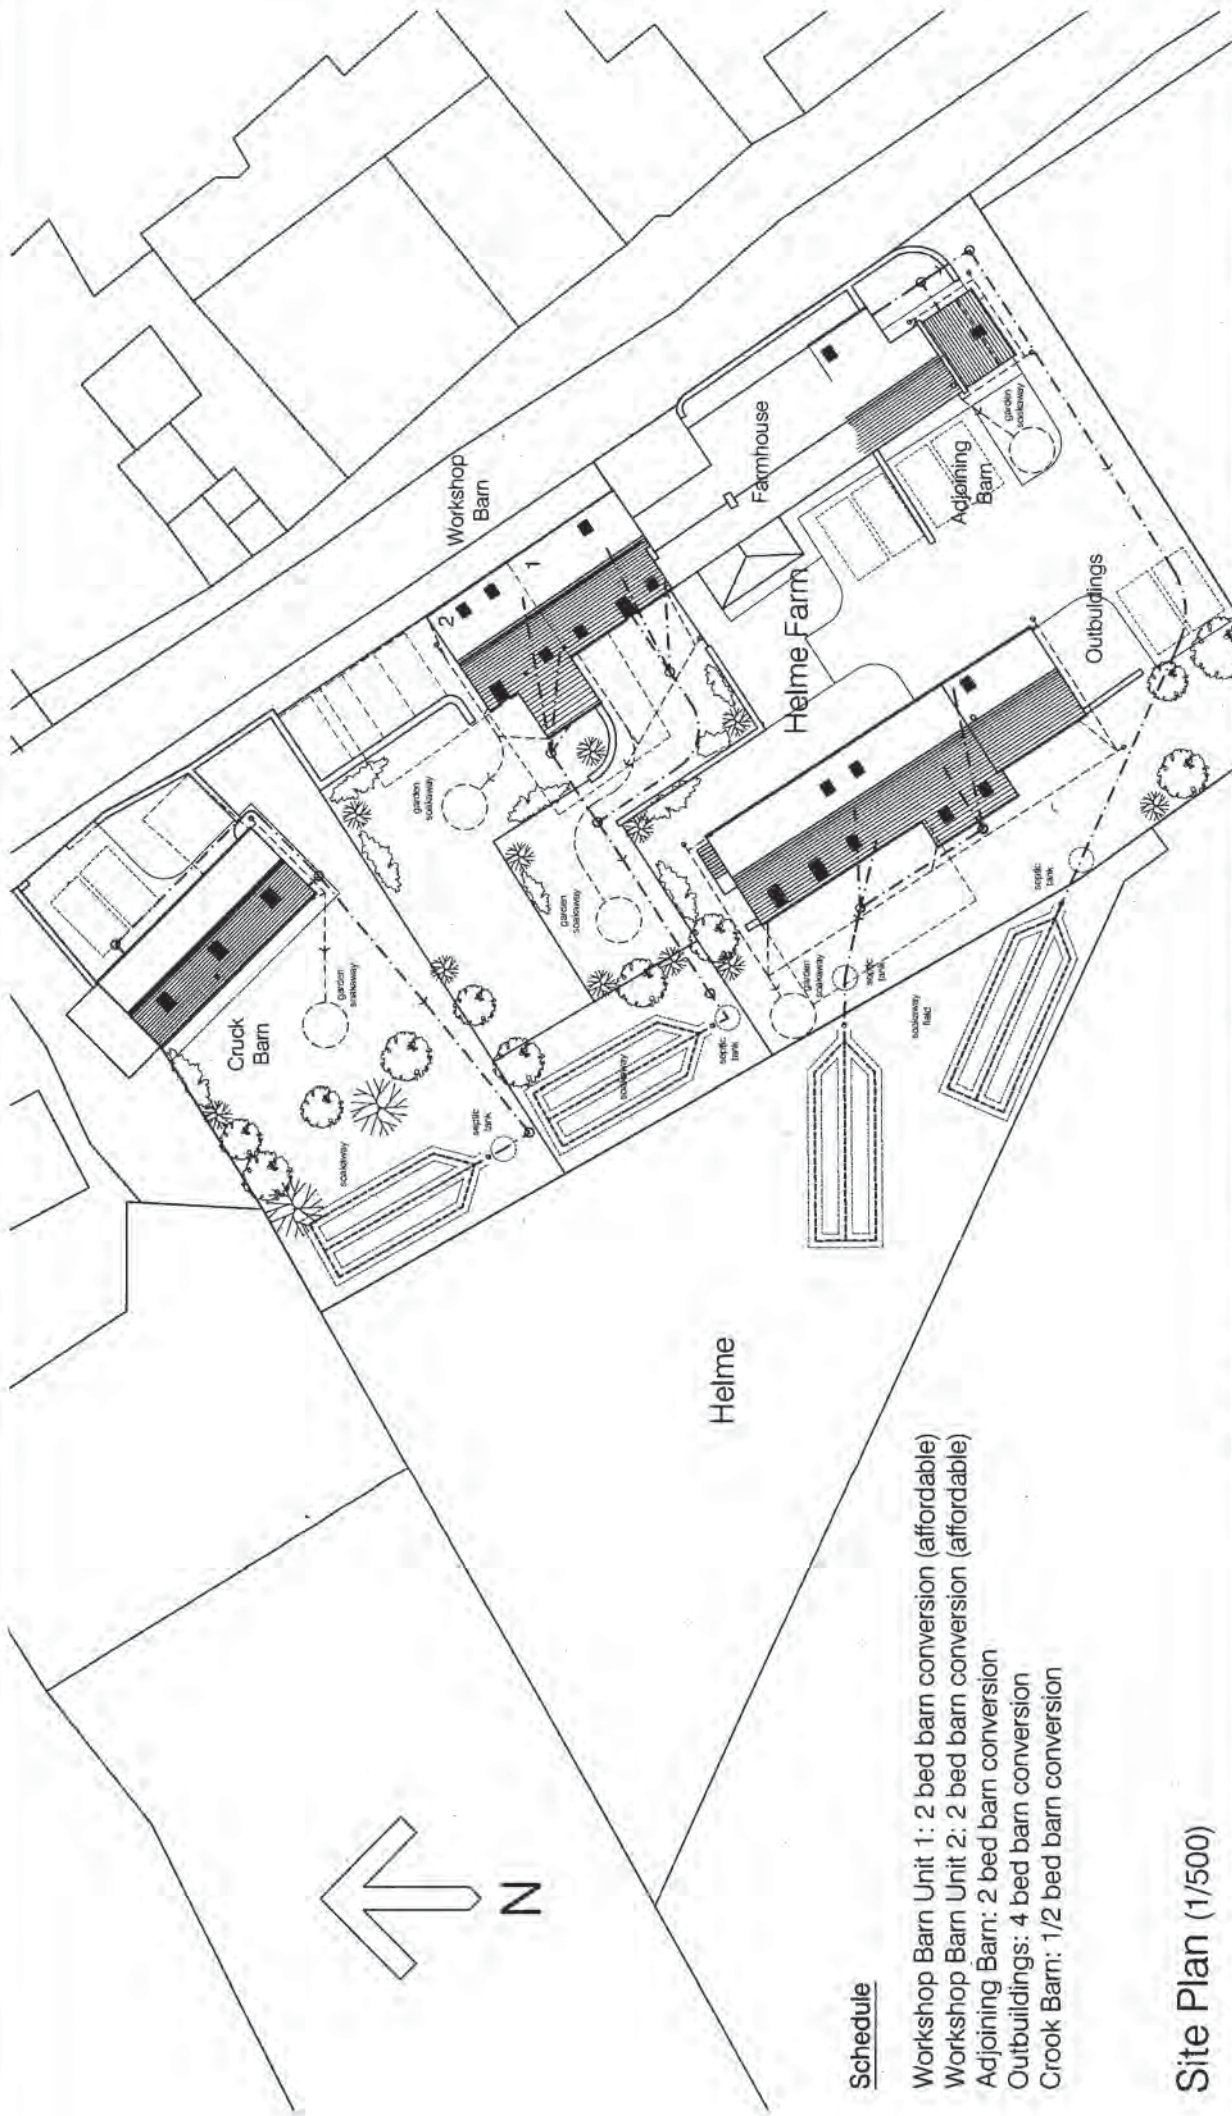 Workshop
Barn
2
1
Farmhouse
garden
soakaway
Adjoining
Barn
Helme Farm
Outbuildings
garden
soakaway
garden
soakaway
Cruck
Barn
garden
soakaway
septic
tank
soakaway
septic
tank
soakaway
garden
soakaway
septic
tank
soakaway
field
septic
tank
Helme
N
Schedule
Workshop Barn Unit 1: 2 bed barn conversion (affordable)
Workshop Barn Unit 2: 2 bed barn conversion (affordable)
Adjoining Barn: 2 bed barn conversion
Outbuildings: 4 bed barn conversion
Crook Barn: 1/2 bed barn conversion
Site Plan (1/500)